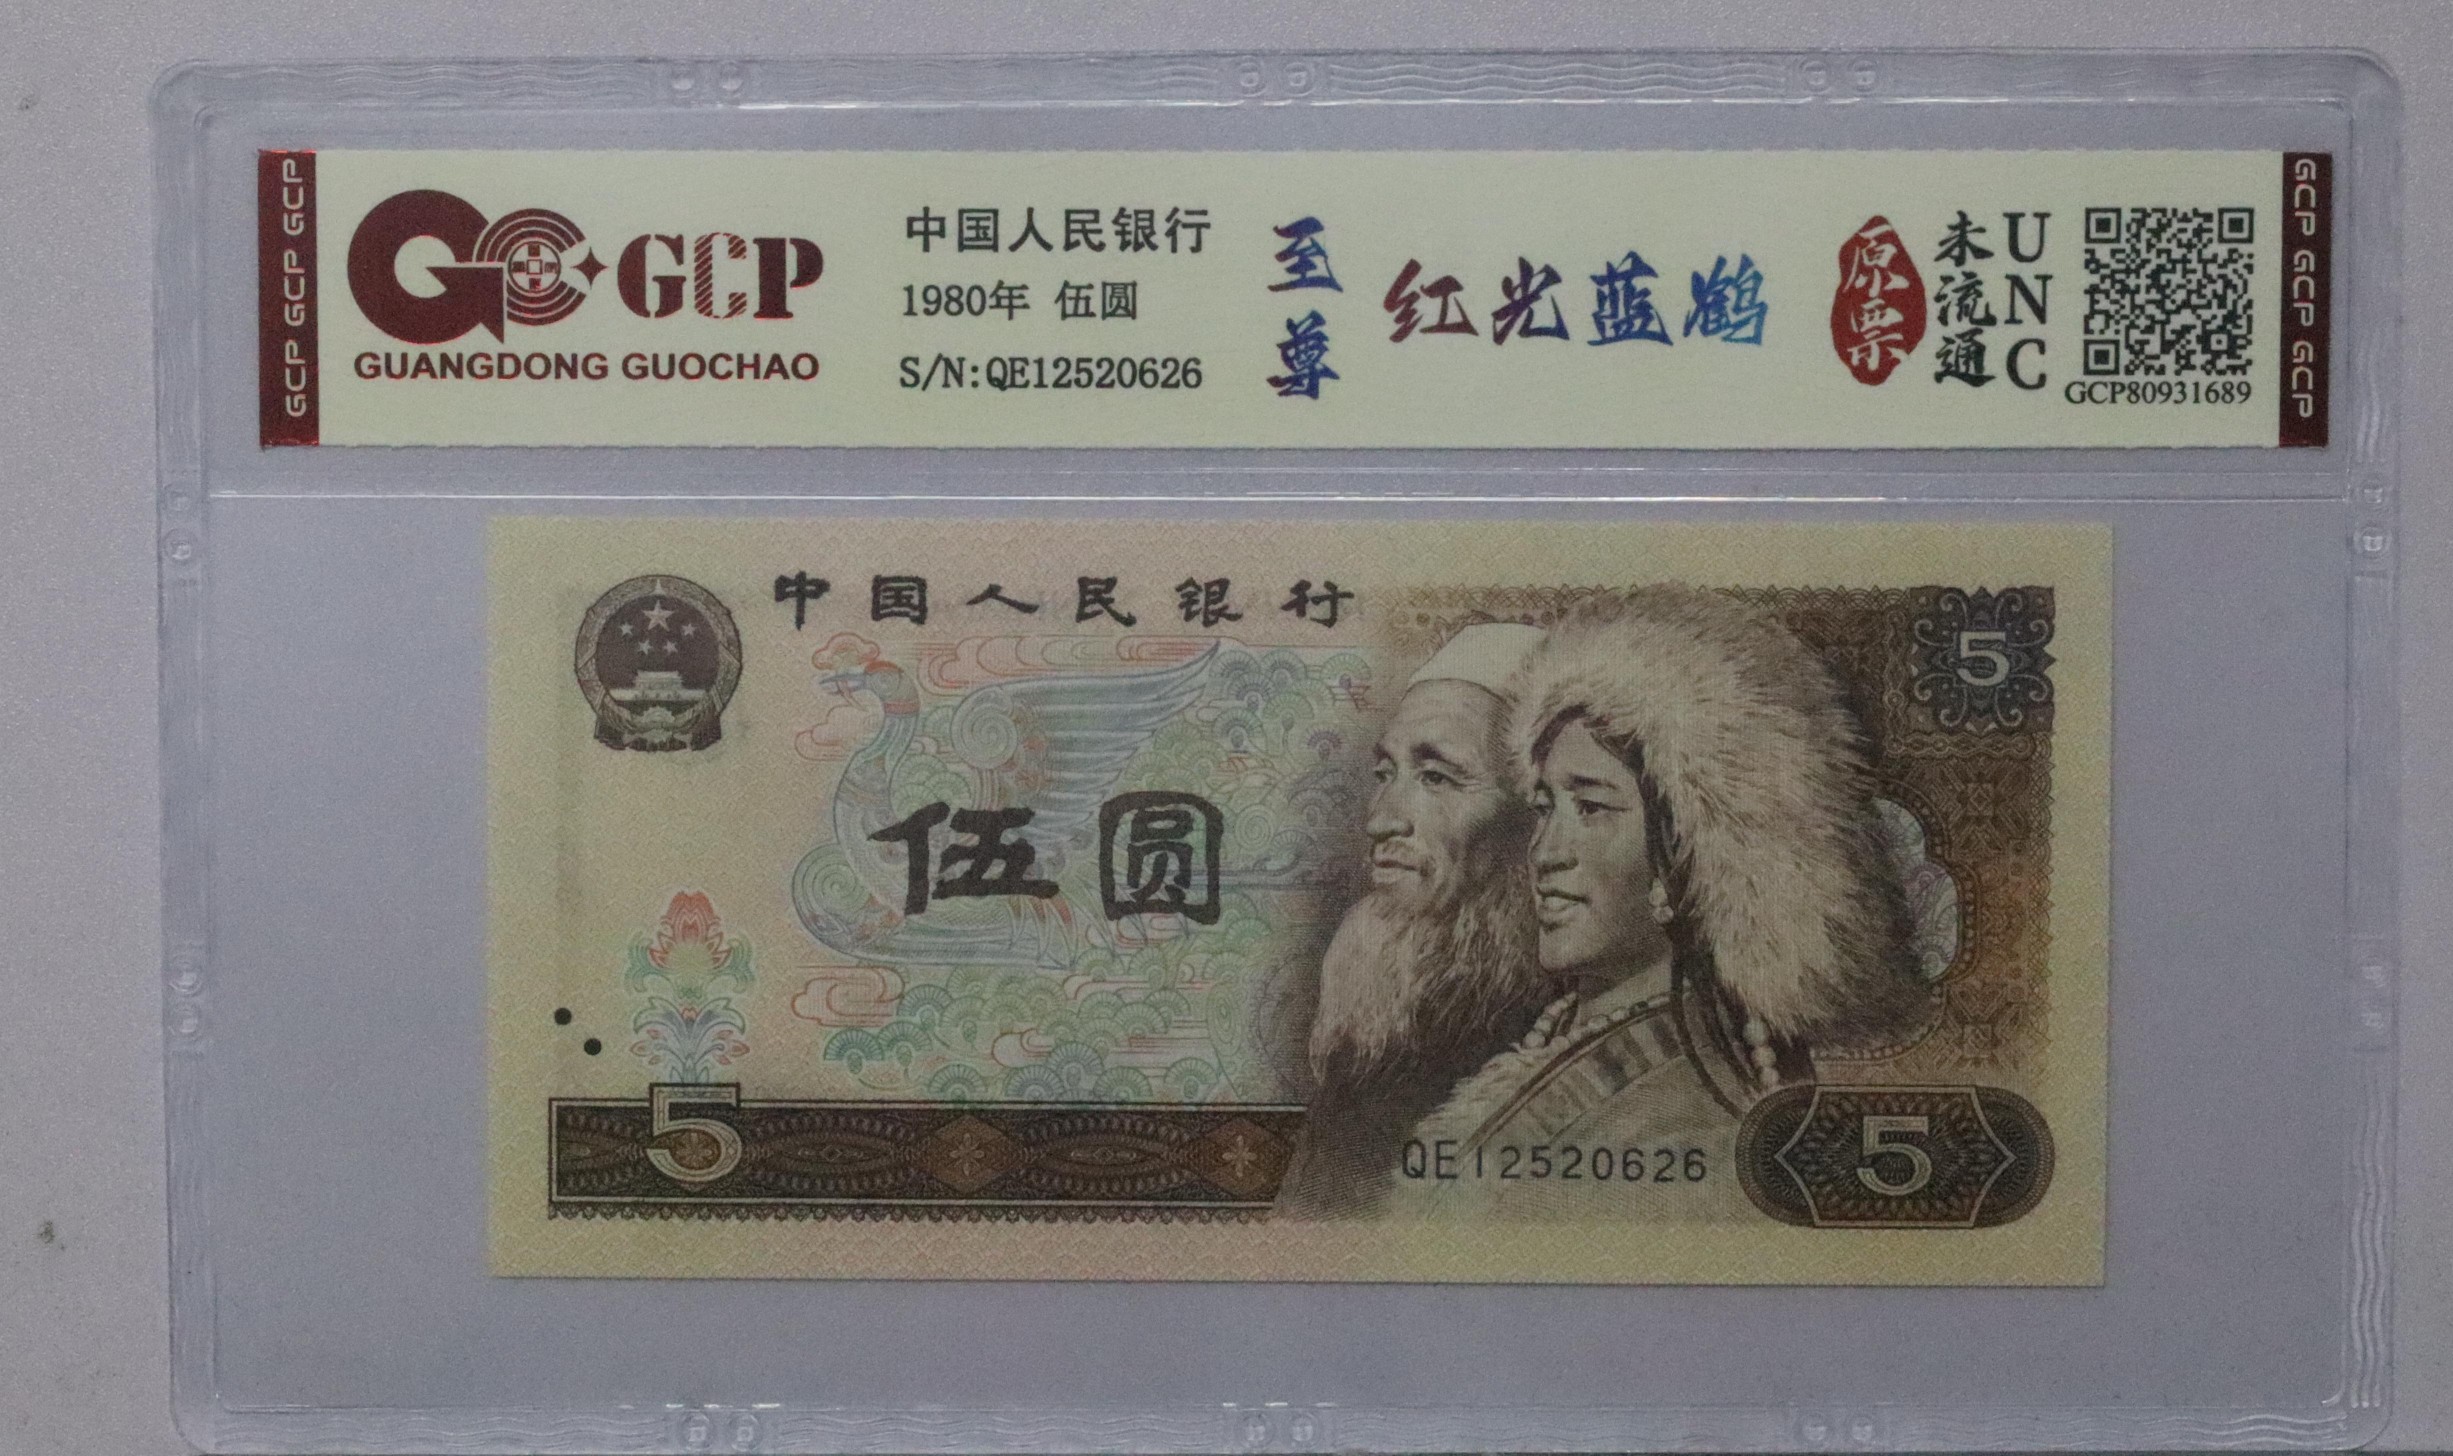 GCP GCP GCP
GCP
GUANGDONG GUOCHAO
中国人民银行
1980年 伍圆
S/N:QE12520626
至尊
红光蓝鹤
原票
未流通
UNC
GCP80931689
GCP GCP GCP
中国人民银行
5
伍圆
5
QE12520626
5